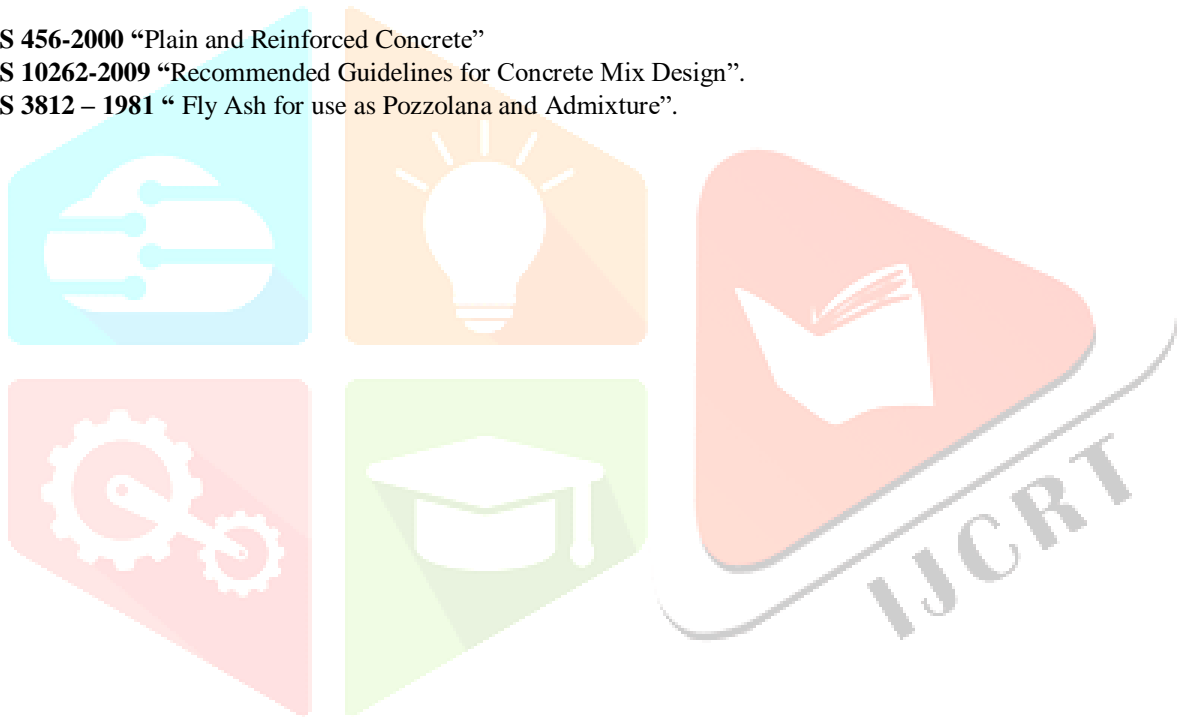 S 456-2000 “Plain and Reinforced Concrete”
S 10262-2009 “Recommended Guidelines for Concrete Mix Design”.
S 3812 – 1981 “ Fly Ash for use as Pozzolana and Admixture”.
IJCRT